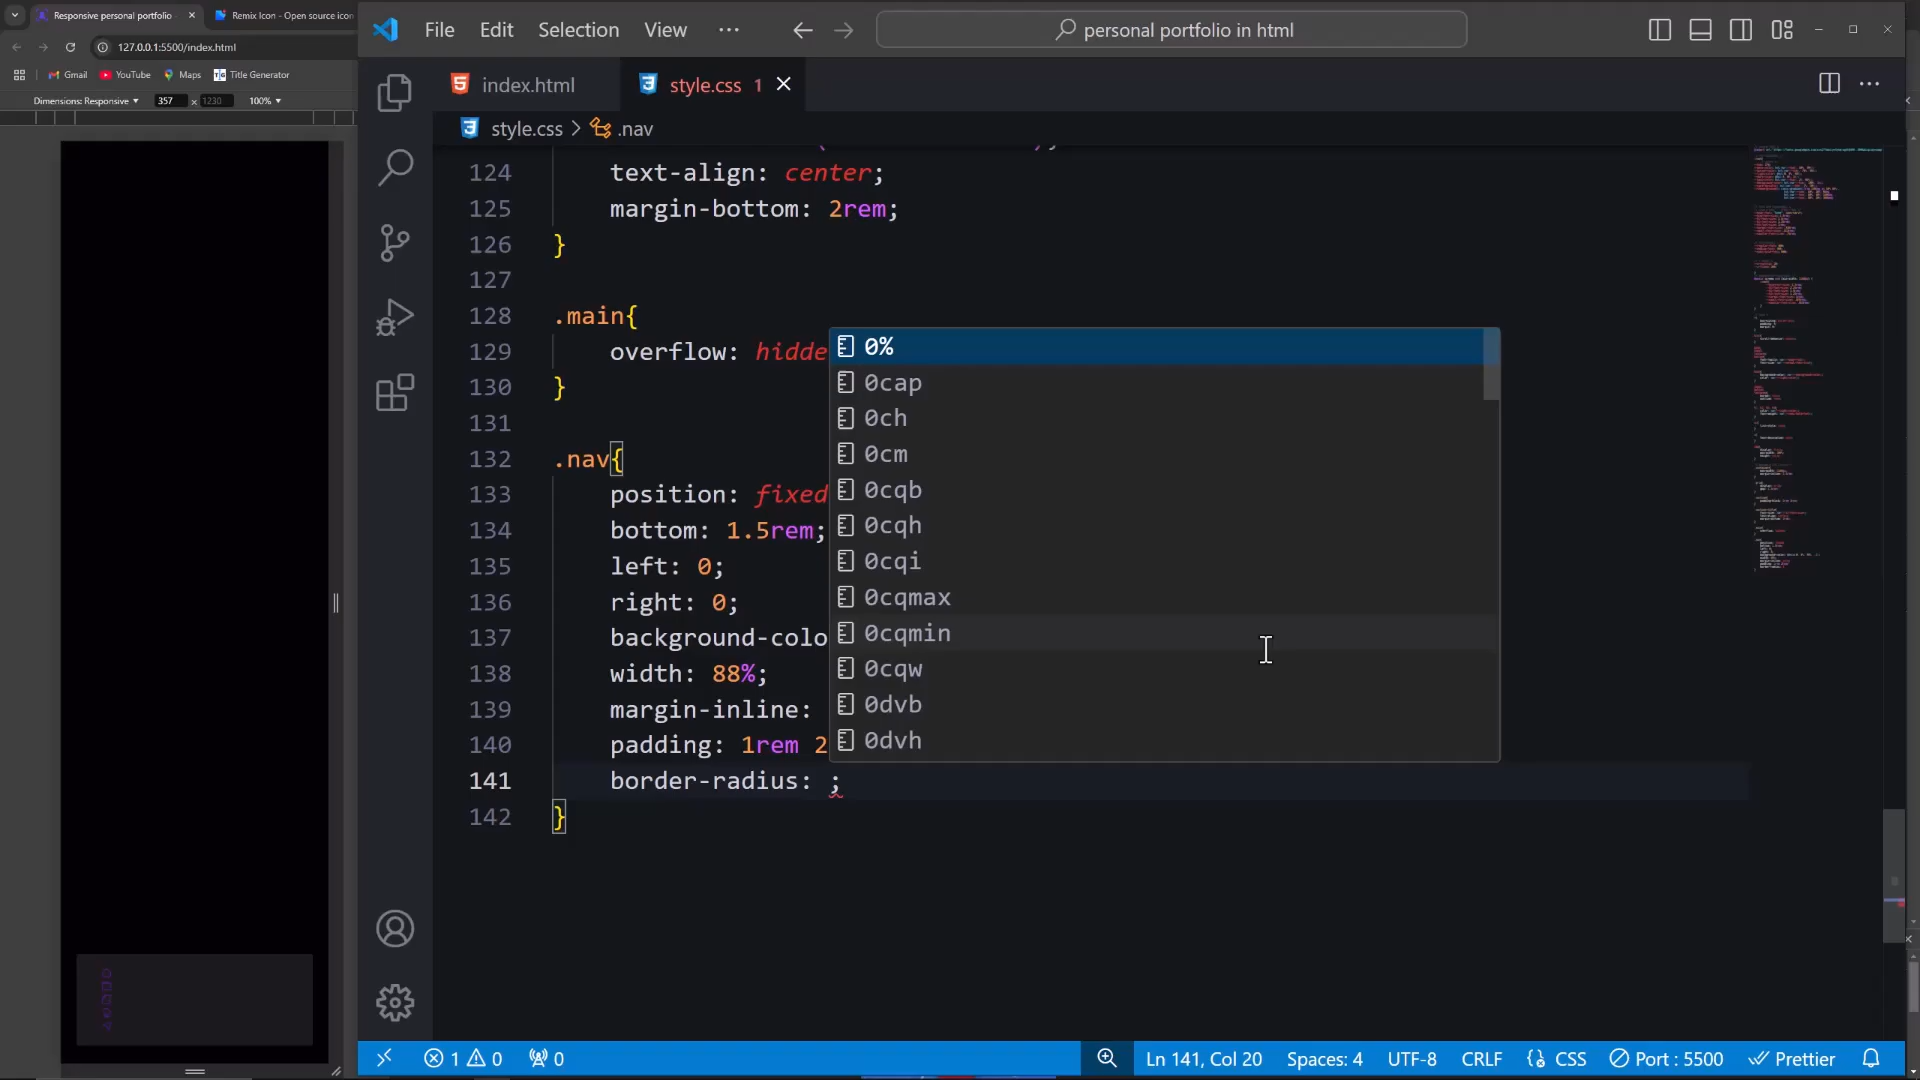 Responsive personal portfolio
Remix Icon - Open source icon
127.0.0.1:5500/index.html
Gmail
YouTube
Maps
Title Generator
Dimensions: Responsive
357
x
1230
100%
File
Edit
Selection
View
personal portfolio in html
index.html
style.css 1
style.css > .nav
124 text-align: center;
125 margin-bottom: 2rem;
126 }
127
128 .main{
129 overflow: hidde
130 }
131
132 .nav{
133 position: fixed
134 bottom: 1.5rem;
135 left: 0;
136 right: 0;
137 background-colo
138 width: 88%;
139 margin-inline:
140 padding: 1rem 2
141 border-radius: ;
142 }
0%
0cap
0ch
0cm
0cqb
0cqh
0cqi
0cqmax
0cqmin
0cqw
0dvb
0dvh
1
0
0
Ln 141, Col 20
Spaces: 4
UTF-8
CRLF
CSS
Port : 5500
Prettier